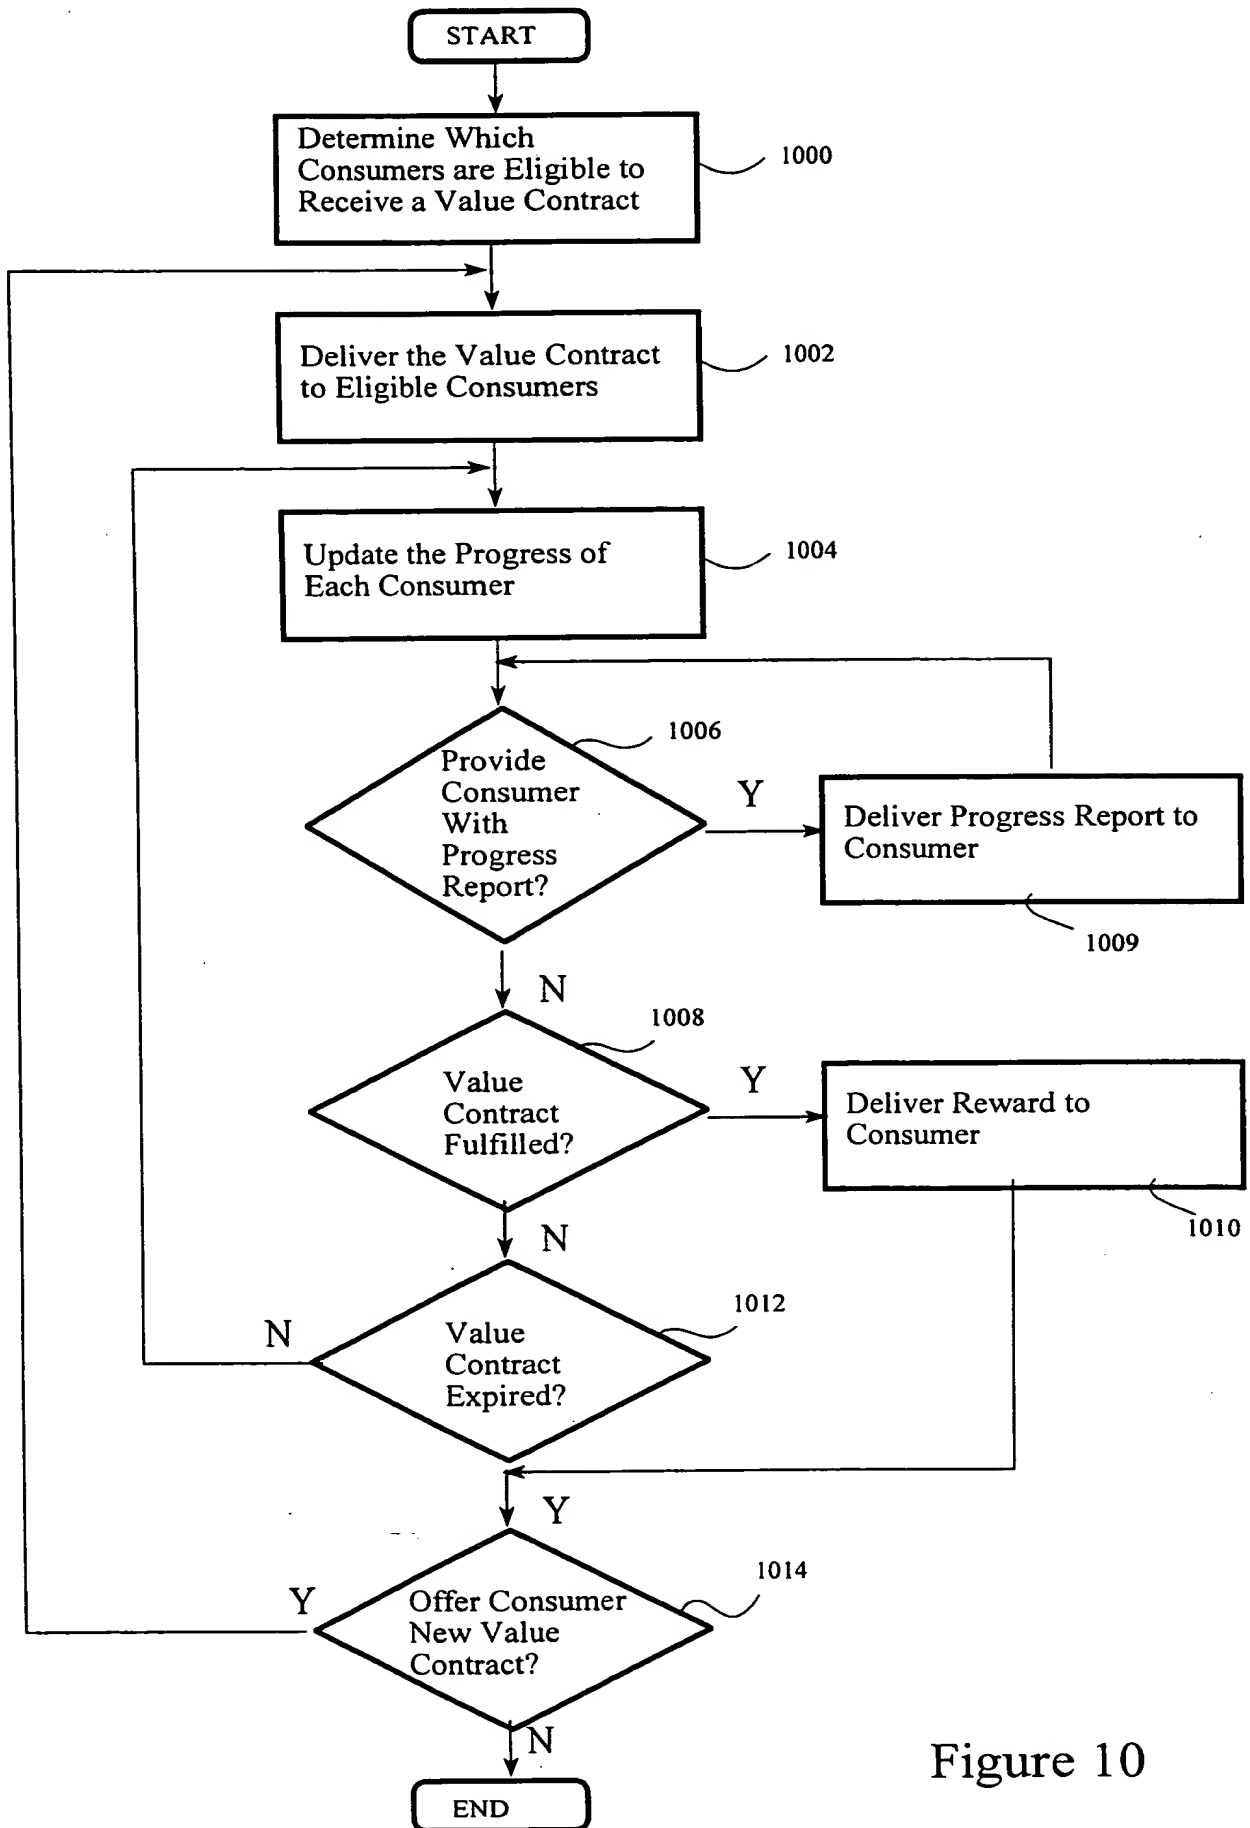 START
Determine Which
Consumers are Eligible to
Receive a Value Contract
1000
Deliver the Value Contract
to Eligible Consumers
1002
Update the Progress of
Each Consumer
1004
1006
Provide
Consumer
With
Progress
Report?
Y
Deliver Progress Report to
Consumer
1009
N
1008
Value
Contract
Fulfilled?
Y
Deliver Reward to
Consumer
1010
N
1012
Value
Contract
Expired?
N
Y
1014
Offer Consumer
New Value
Contract?
Y
N
END
Figure 10